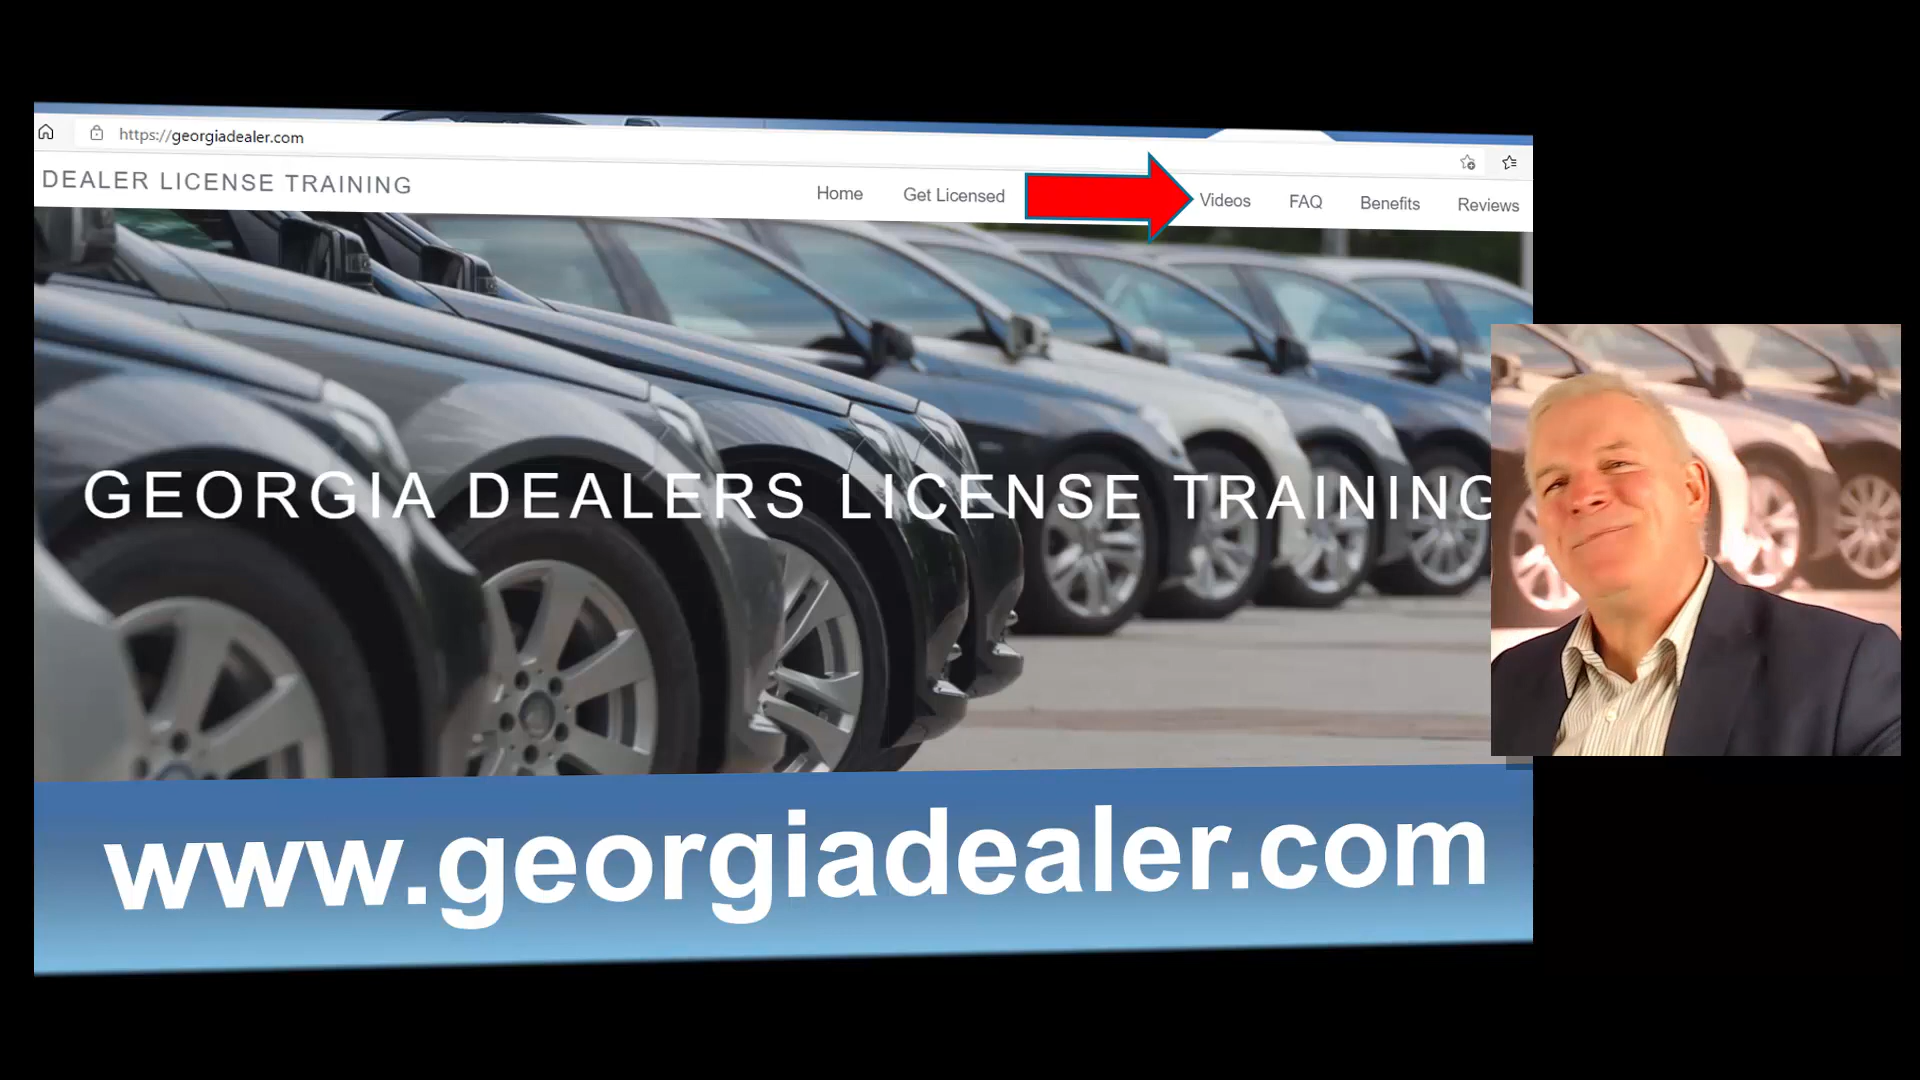 https://georgiadealer.com
DEALER LICENSE TRAINING
Home Get Licensed Videos FAQ Benefits Reviews
GEORGIA DEALERS LICENSE TRAINING
www.georgiadealer.com